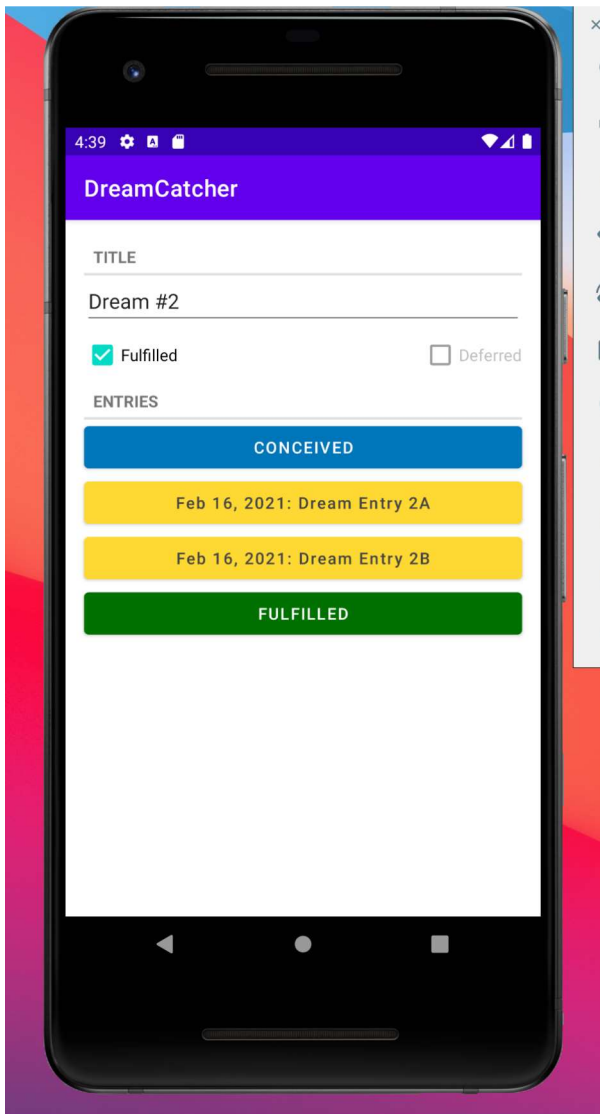 4:39
DreamCatcher
TITLE
Dream #2
Fulfilled Deferred
ENTRIES
CONCEIVED
Feb 16, 2021: Dream Entry 2A
Feb 16, 2021: Dream Entry 2B
FULFILLED